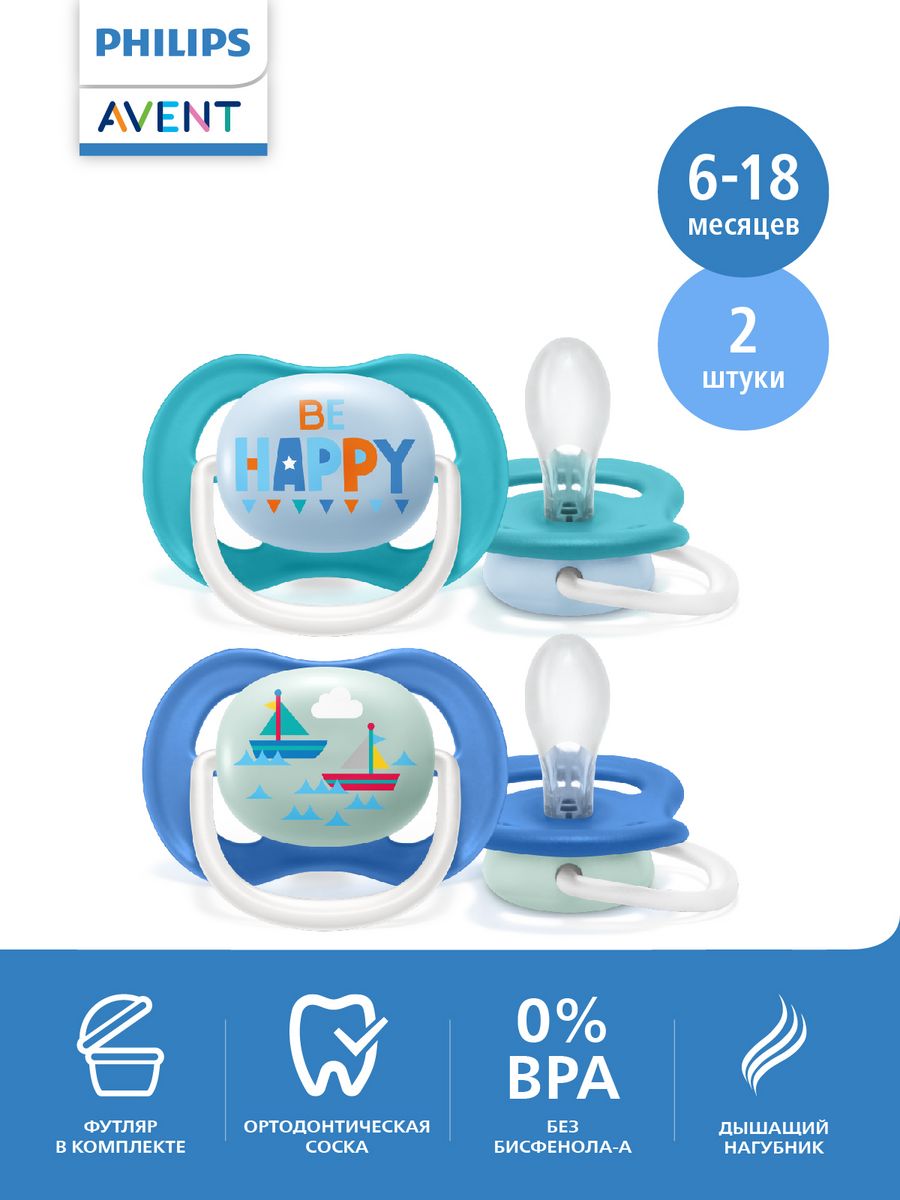 PHILIPS
AVENT
6-18
месяцев
2
штуки
BE
HAPPY
ФУТЛЯР
В КОМПЛЕКТЕ
ОРТОДОНТИЧЕСКАЯ
СОСКА
0%
BPA
БЕЗ
БИСФЕНОЛА-А
ДЫШАЩИЙ
НАГУБНИК